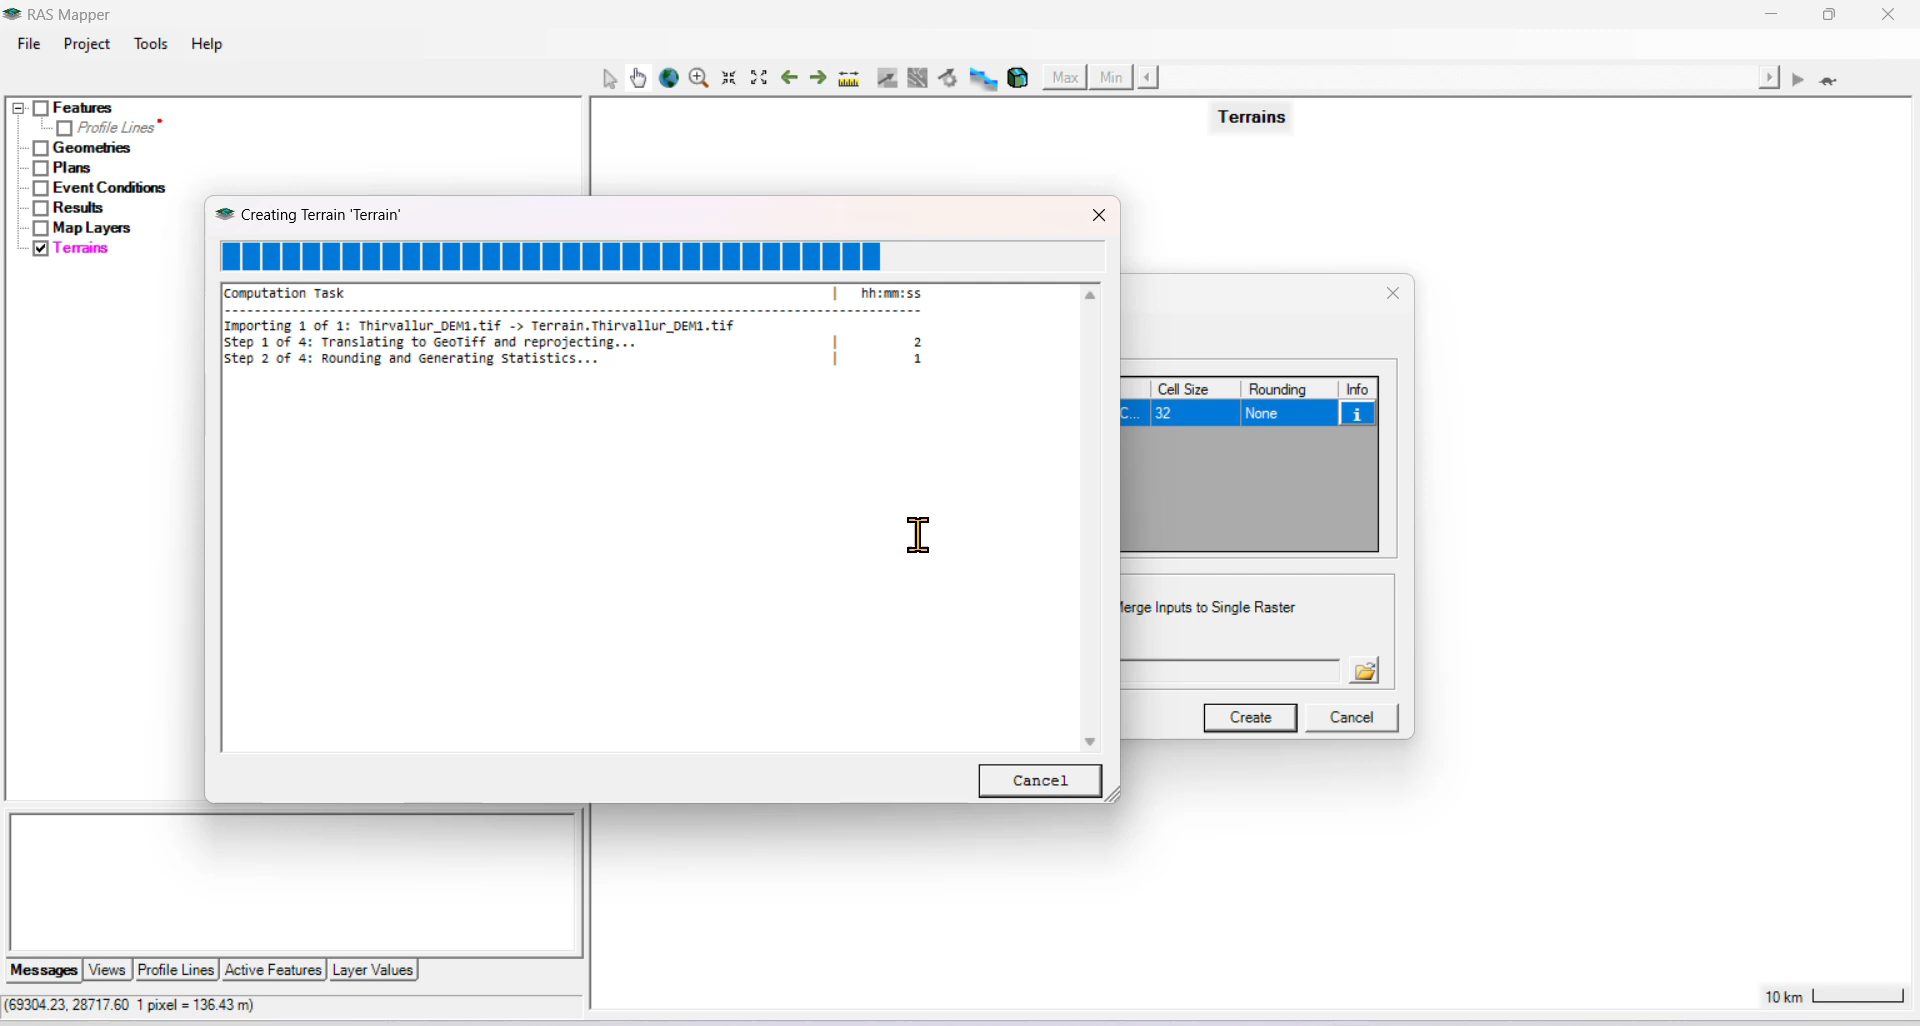 RAS Mapper
File Project Tools Help
Max Min
Features
Profile Lines
Geometries
Plans
Event Conditions
Results
Map Layers
Terrains
Terrains
Creating Terrain 'Terrain'
Computation Task | hh:mm:ss
Importing 1 of 1: Thirvallur_DEM1.tif -> Terrain.Thirvallur_DEM1.tif
Step 1 of 4: Translating to GeoTiff and reprojecting... | 2
Step 2 of 4: Rounding and Generating Statistics... | 1
Cancel
Cell Size Rounding Info
C... 32 None i
erge Inputs to Single Raster
Create Cancel
Messages Views Profile Lines Active Features Layer Values
(69304.23, 28717.60 1 pixel = 136.43 m)
10 km